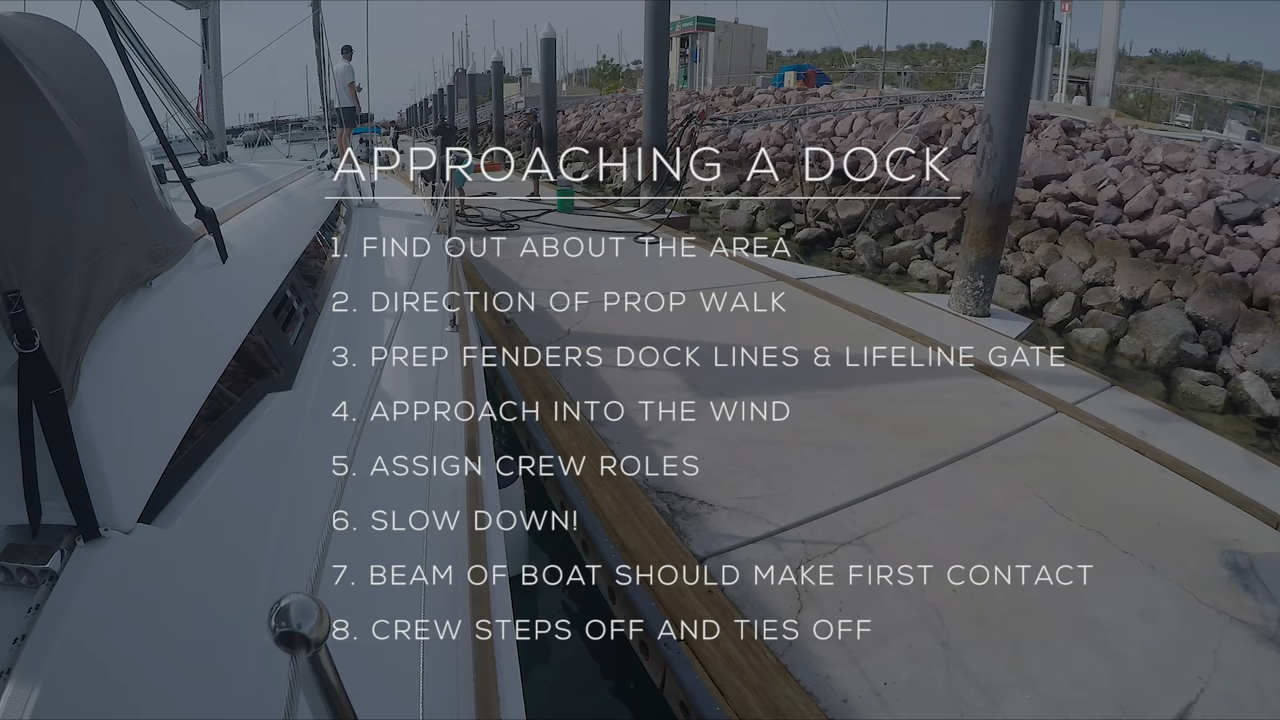 APPROACHING A DOCK
1. FIND OUT ABOUT THE AREA
2. DIRECTION OF PROP WALK
3. PREP FENDERS DOCK LINES & LIFELINE GATE
4. APPROACH INTO THE WIND
5. ASSIGN CREW ROLES
6. SLOW DOWN!
7. BEAM OF BOAT SHOULD MAKE FIRST CONTACT
8. CREW STEPS OFF AND TIES OFF